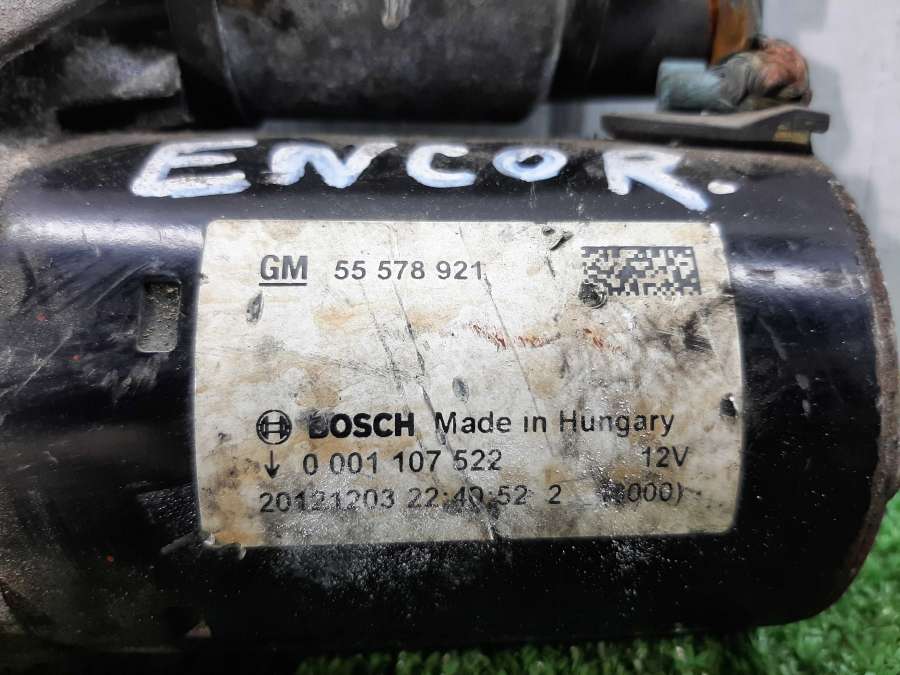 ENCOR.
GM 55 578 921
BOSCH Made in Hungary
↓ 0 001 107 522 12V
20121203 22:40:52 2